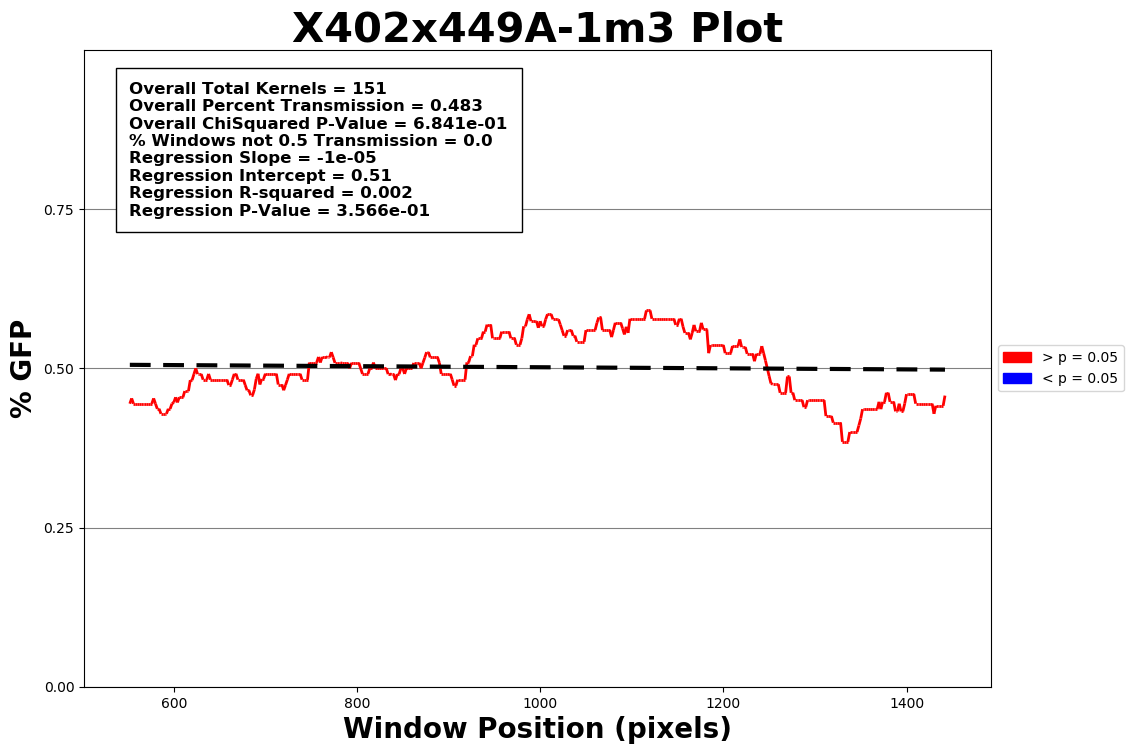 X402x449A-1m3 Plot
Overall Total Kernels = 151
Overall Percent Transmission = 0.483
Overall ChiSquared P-Value = 6.841e-01
% Windows not 0.5 Transmission = 0.0
Regression Slope = -1e-05
Regression Intercept = 0.51
Regression R-squared = 0.002
Regression P-Value = 3.566e-01
% GFP
0.75
0.50
0.25
0.00
> p = 0.05
< p = 0.05
600 800 1000 1200 1400
Window Position (pixels)